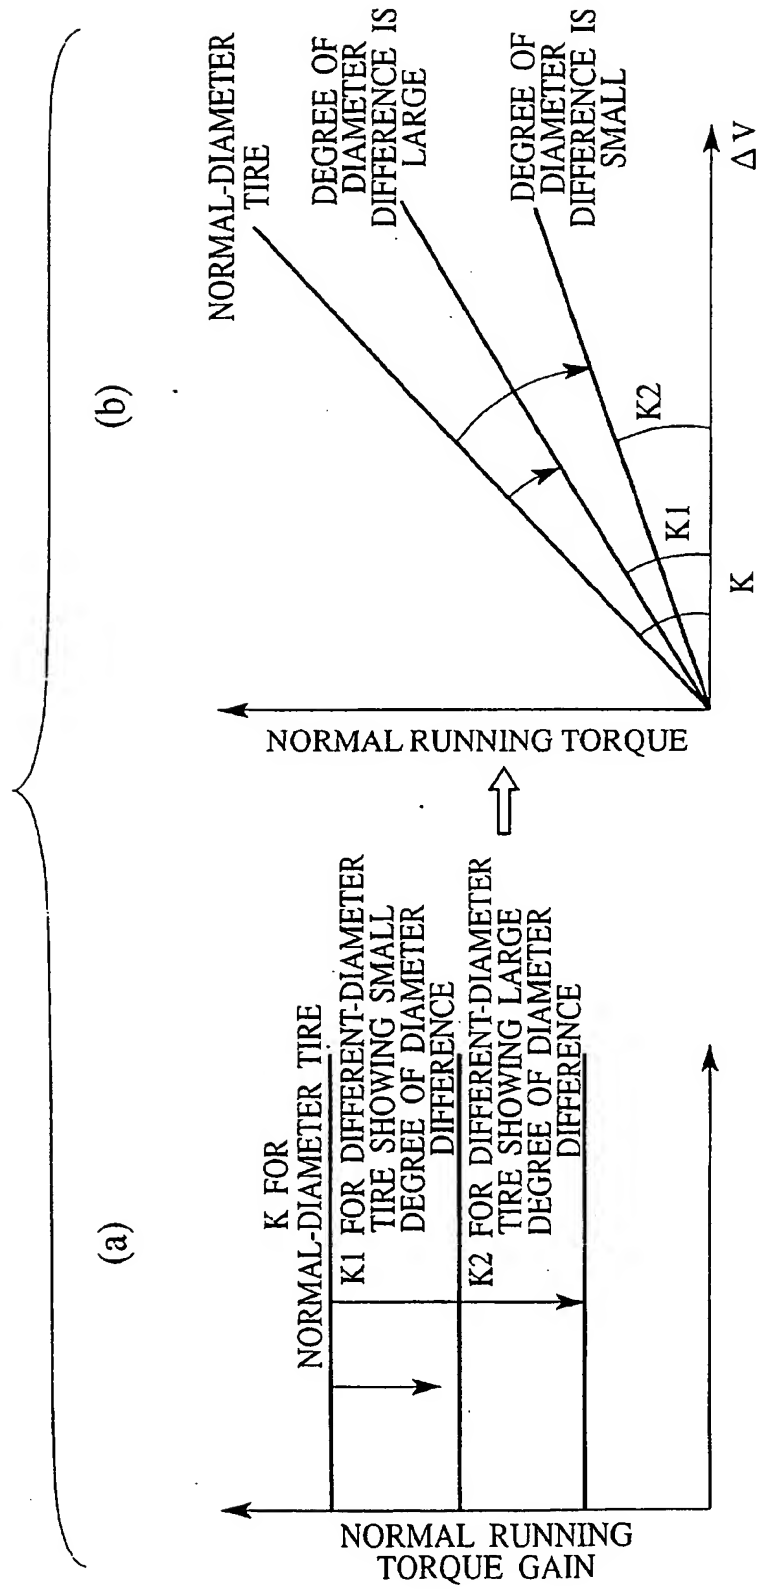 (a)
K FOR
NORMAL-DIAMETER TIRE
K1 FOR DIFFERENT-DIAMETER
TIRE SHOWING SMALL
DEGREE OF DIAMETER
DIFFERENCE
K2 FOR DIFFERENT-DIAMETER
TIRE SHOWING LARGE
DEGREE OF DIAMETER
DIFFERENCE
NORMAL RUNNING
TORQUE GAIN
(b)
NORMAL-DIAMETER
TIRE
DEGREE OF
DIAMETER
DIFFERENCE IS
LARGE
DEGREE OF
DIAMETER
DIFFERENCE IS
SMALL
NORMAL RUNNING TORQUE
K
K1
K2
ΔV